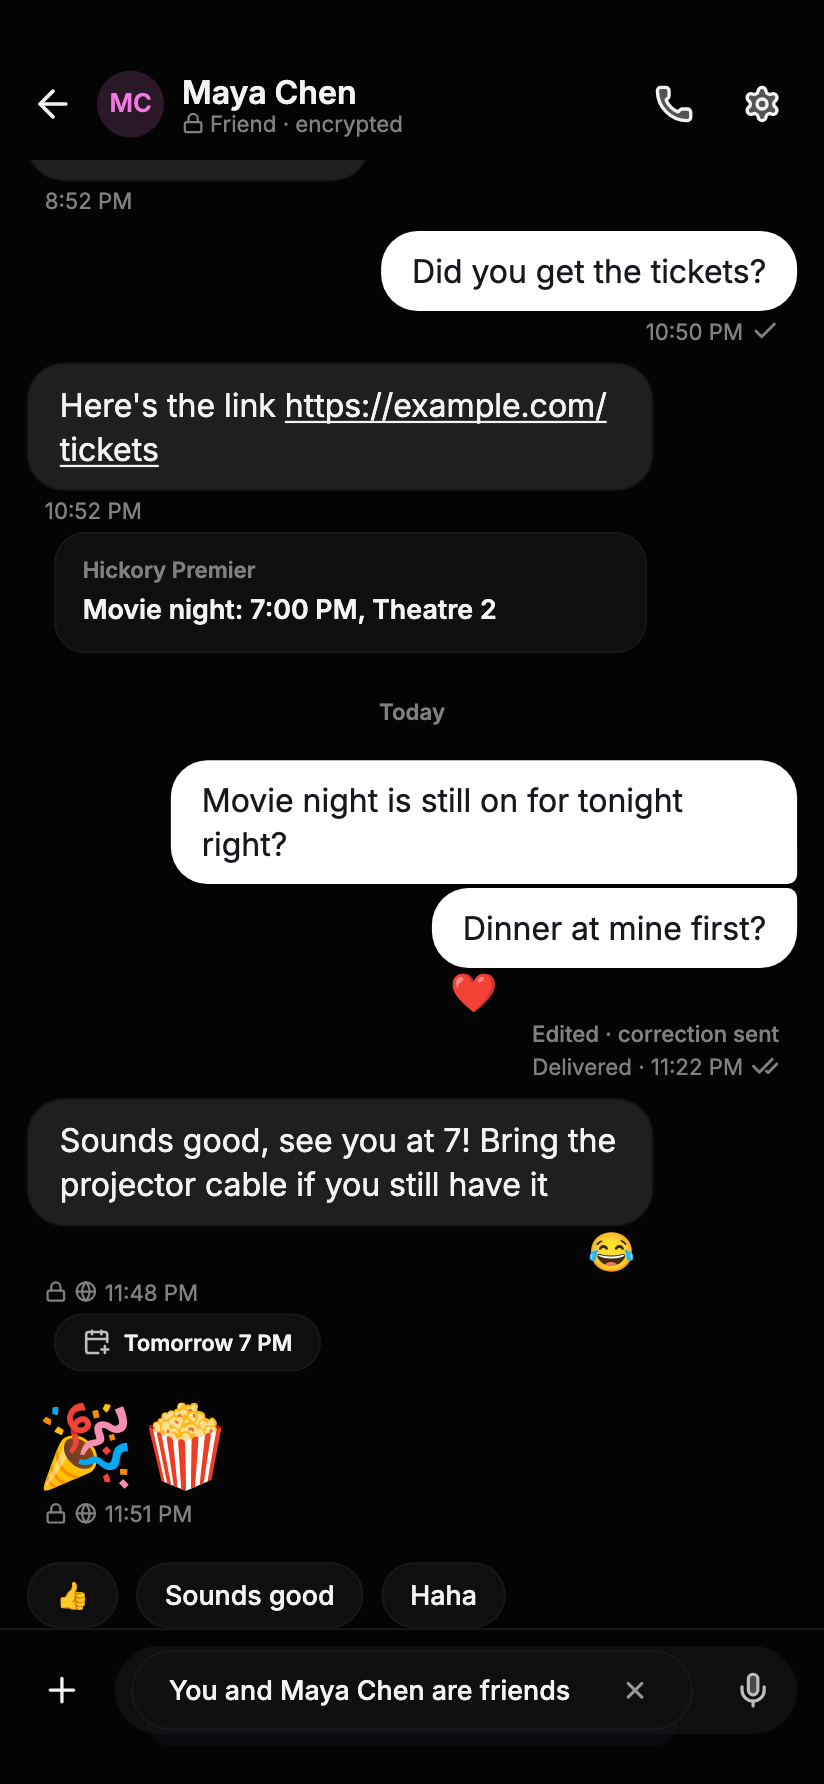 MC
Maya Chen
Friend · encrypted
8:52 PM
Did you get the tickets?
10:50 PM
Here's the link https://example.com/
tickets
10:52 PM
Hickory Premier
Movie night: 7:00 PM, Theatre 2
Today
Movie night is still on for tonight
right?
Dinner at mine first?
Edited · correction sent
Delivered · 11:22 PM
Sounds good, see you at 7! Bring the
projector cable if you still have it
11:48 PM
Tomorrow 7 PM
11:51 PM
Sounds good
Haha
You and Maya Chen are friends